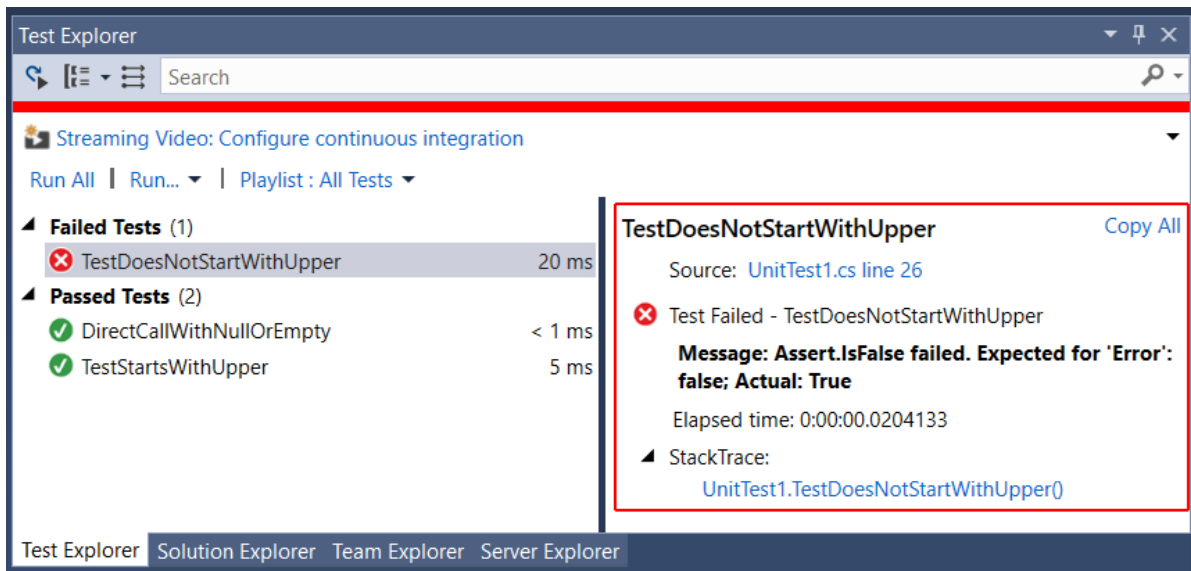 Test Explorer
Search
Streaming Video: Configure continuous integration
Run All | Run... | Playlist : All Tests
Failed Tests (1)
TestDoesNotStartWithUpper 20 ms
Passed Tests (2)
DirectCallWithNullOrEmpty < 1 ms
TestStartsWithUpper 5 ms
TestDoesNotStartWithUpper Copy All
Source: UnitTest1.cs line 26
Test Failed - TestDoesNotStartWithUpper
Message: Assert.IsFalse failed. Expected for 'Error':
false; Actual: True
Elapsed time: 0:00:00.0204133
StackTrace:
UnitTest1.TestDoesNotStartWithUpper()
Test Explorer Solution Explorer Team Explorer Server Explorer